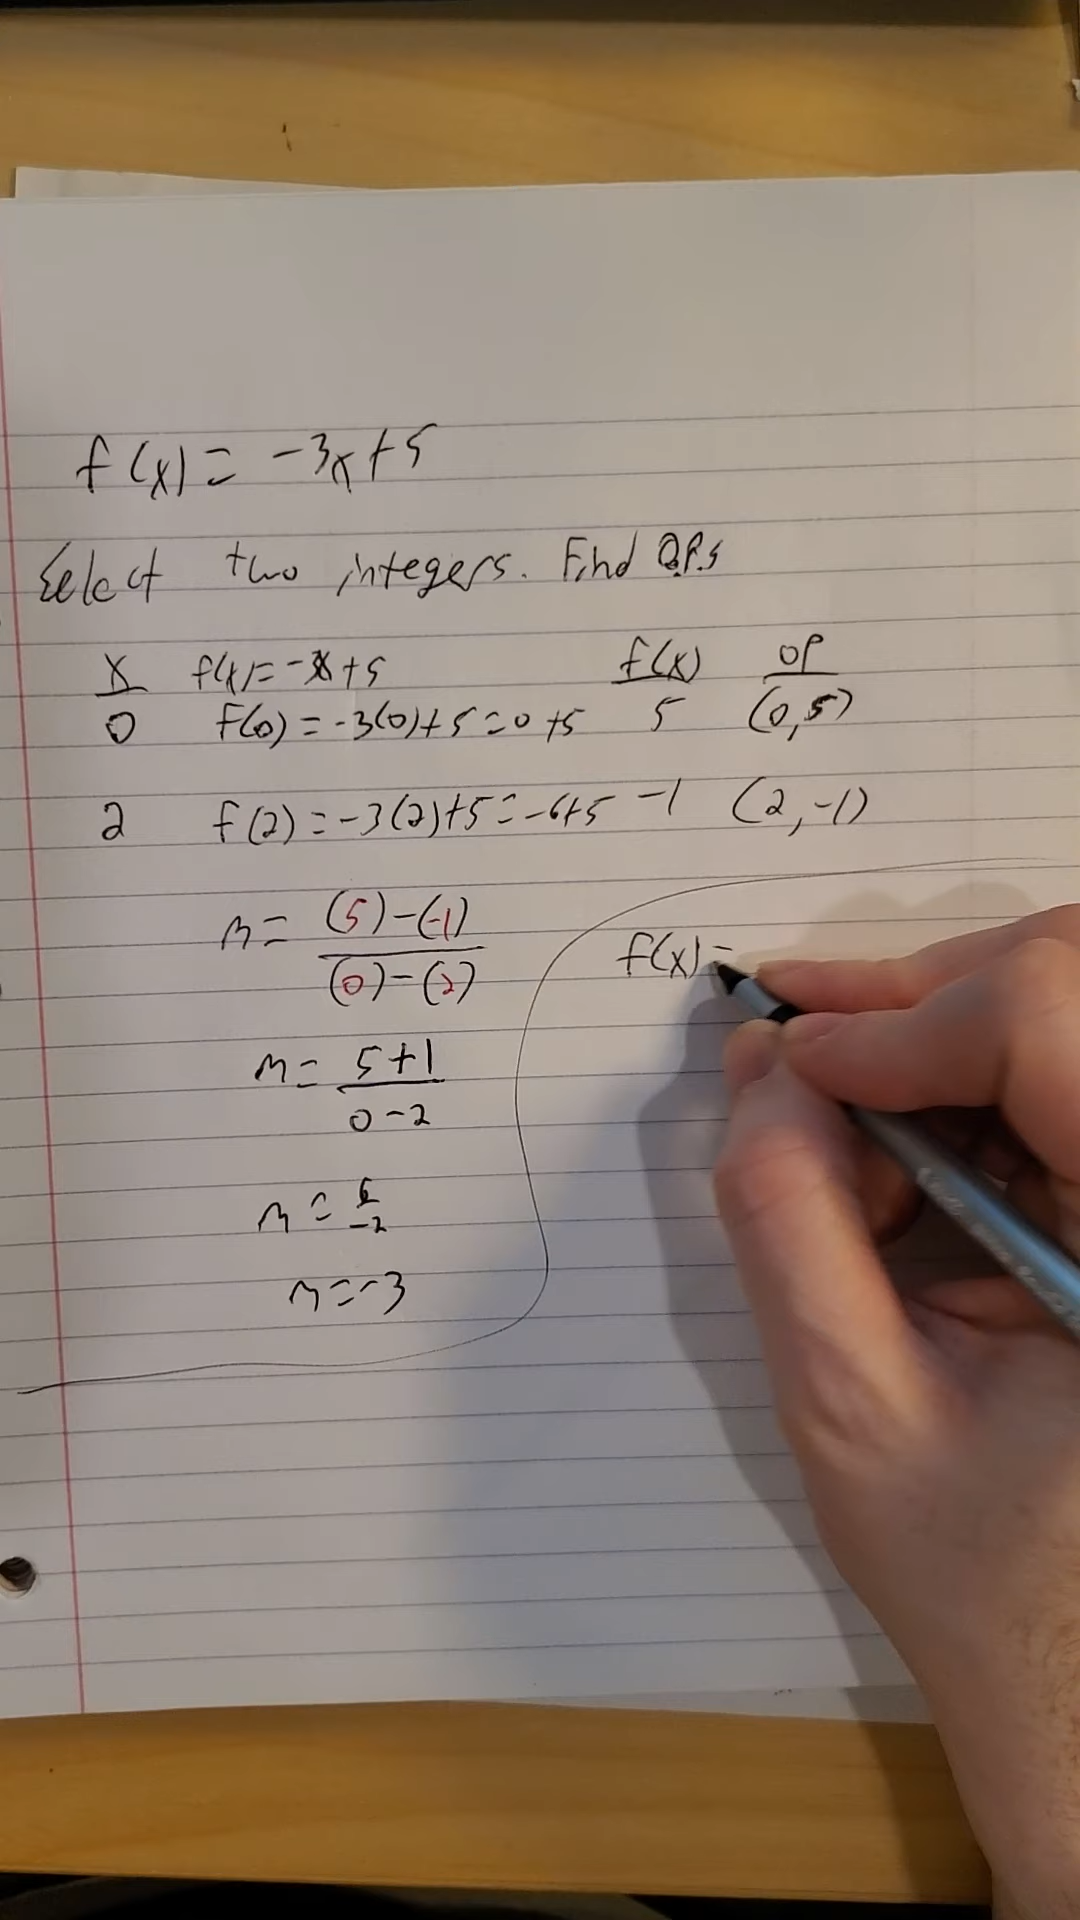 f(x) = -3x+5
Select two integers. Find O.P.s
x f(x)= -3x+5 f(x) OP
0 f(0) = -3(0)+5=0+5 5 (0,5)
2 f(2) = -3(2)+5=-6+5 -1 (2,-1)
m= (5)-(-1)
(0)-(2)
f(x)=
m= 5+1
0-2
m= 6
-2
m=-3